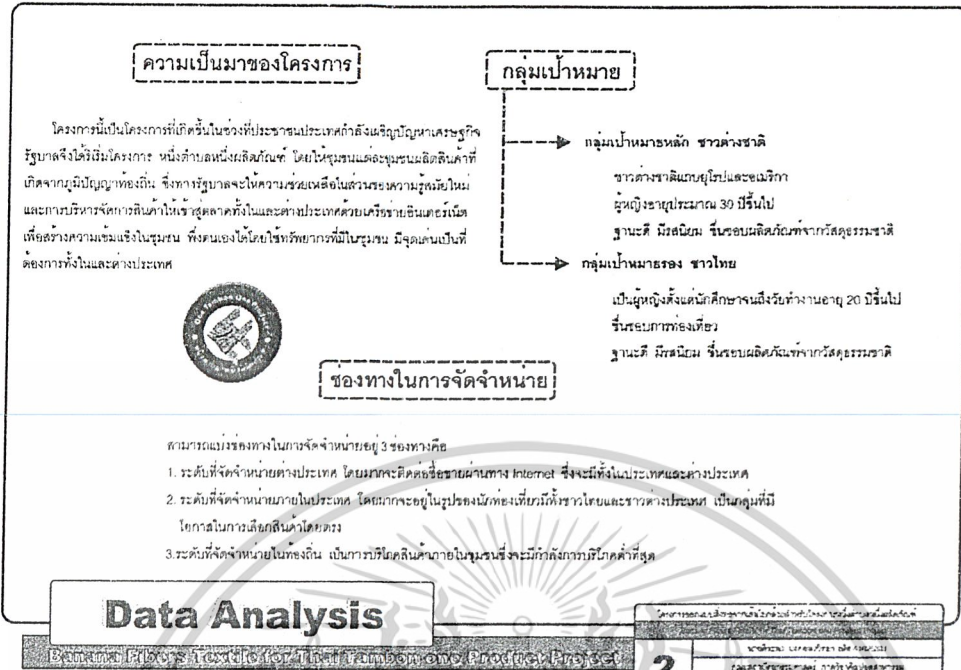 ความเป็นมาของโครงการ
โครงการนี้เป็นโครงการที่เกิดขึ้นในช่วงที่ประชาชนประเทศกำลังเผชิญปัญหาเศรษฐกิจ
รัฐบาลจึงได้ริเริ่มโครงการ หนึ่งตำบลหนึ่งผลิตภัณฑ์ โดยให้ชุมชนแต่ละชุมชนผลิตสินค้าที่
เกิดจากภูมิปัญญาท้องถิ่น ซึ่งทางรัฐบาลจะให้ความช่วยเหลือในส่วนของความรู้สมัยใหม่
และการบริหารจัดการสินค้าให้เข้าสู่ตลาดทั้งในและต่างประเทศด้วยเครือข่ายอินเตอร์เน็ต
เพื่อสร้างความเข้มแข็งในชุมชน พึ่งตนเองได้โดยใช้ทรัพยากรที่มีในชุมชน มีจุดเด่นเป็นที่
ต้องการทั้งในและต่างประเทศ
กลุ่มเป้าหมาย
กลุ่มเป้าหมายหลัก ชาวต่างชาติ
ชาวต่างชาติแถบยุโรปและอเมริกา
ผู้หญิงอายุประมาณ 30 ปีขึ้นไป
ฐานะดี มีรสนิยม ชื่นชอบผลิตภัณฑ์จากวัสดุธรรมชาติ
กลุ่มเป้าหมายรอง ชาวไทย
เป็นผู้หญิงตั้งแต่นักศึกษาจนถึงวัยทำงานอายุ 20 ปีขึ้นไป
ชื่นชอบการท่องเที่ยว
ฐานะดี มีรสนิยม ชื่นชอบผลิตภัณฑ์จากวัสดุธรรมชาติ
ช่องทางในการจัดจำหน่าย
สามารถแบ่งช่องทางในการจัดจำหน่ายอยู่ 3 ช่องทางคือ
1. ระดับที่จัดจำหน่ายต่างประเทศ โดยมากจะติดต่อซื้อขายผ่านทาง Internet ซึ่งจะมีทั้งในประเทศและต่างประเทศ
2. ระดับที่จัดจำหน่ายภายในประเทศ โดยมากจะอยู่ในรูปของนักท่องเที่ยวมีทั้งชาวไทยและชาวต่างประเทศ เป็นกลุ่มที่มี
โอกาสในการเลือกสินค้าโดยตรง
3.ระดับที่จัดจำหน่ายในท้องถิ่น เป็นการบริโภคสินค้าภายในชุมชนซึ่งจะมีกำลังการบริโภคต่ำที่สุด
Data Analysis
Banana Fibers Textile for Thai Tambon one Product Project
2